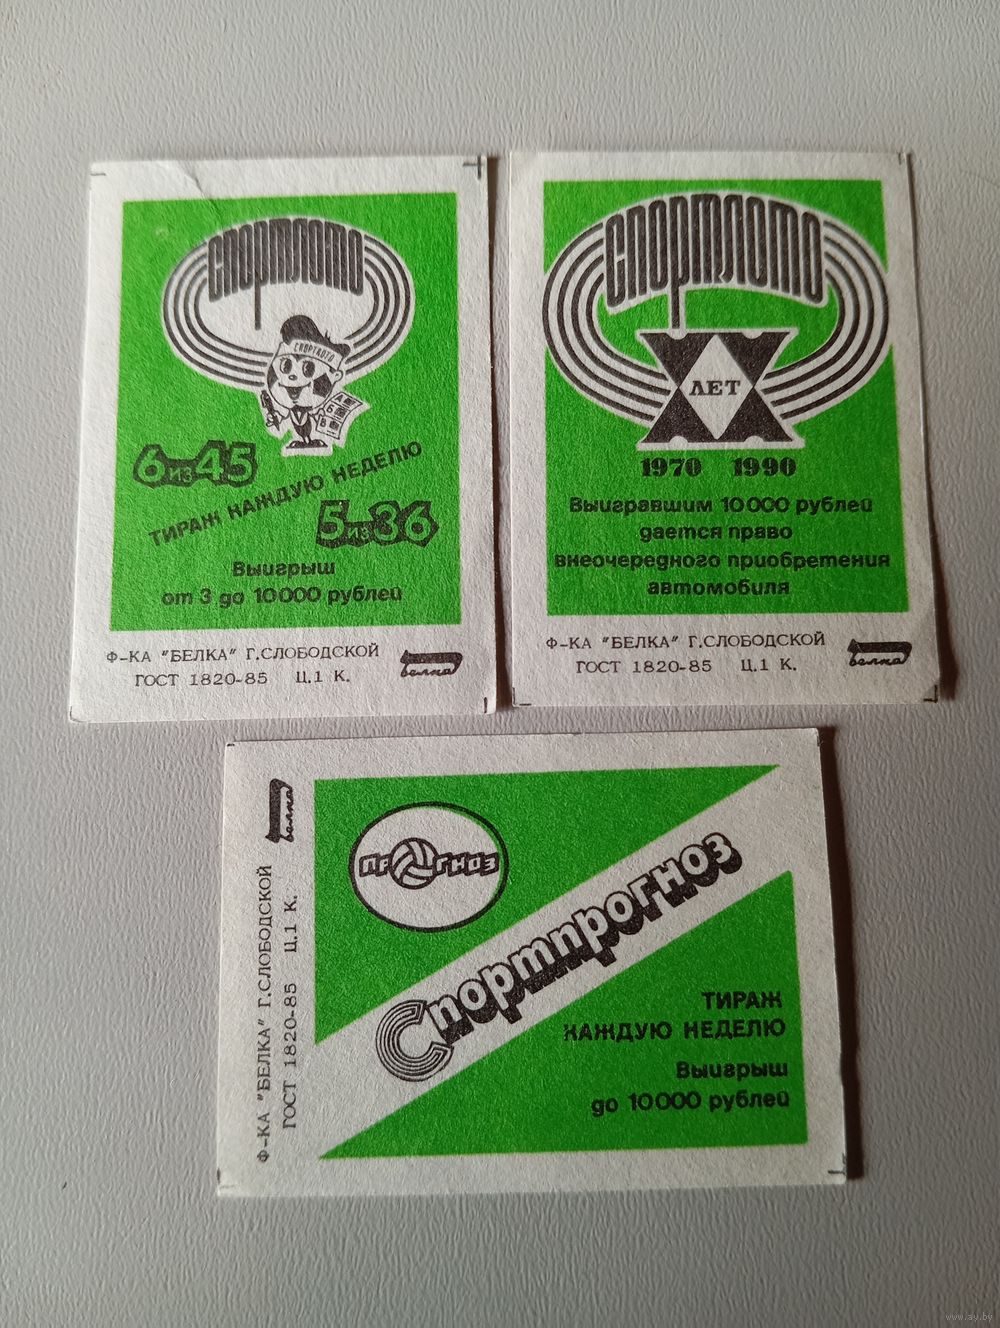 СПОРТЛОТО
СПОРТЛОТО
А
Б
В
6 из 45
ТИРАЖ КАЖДУЮ НЕДЕЛЮ
5 из 36
Выигрыш
от 3 до 10000 рублей
Ф-КА "БЕЛКА" Г.СЛОБОДСКОЙ
ГОСТ 1820-85 Ц.1 К.
белка
СПОРТЛОТО
XX
ЛЕТ
1970 1990
Выигравшим 10000 рублей
дается право
внеочередного приобретения
автомобиля
Ф-КА "БЕЛКА" Г.СЛОБОДСКОЙ
ГОСТ 1820-85 Ц.1 К.
белка
ПРОГНОЗ
Спортпрогноз
ТИРАЖ
КАЖДУЮ НЕДЕЛЮ
Выигрыш
до 10000 рублей
Ф-КА "БЕЛКА" Г.СЛОБОДСКОЙ
ГОСТ 1820-85 Ц.1 К.
белка
www.ay.by